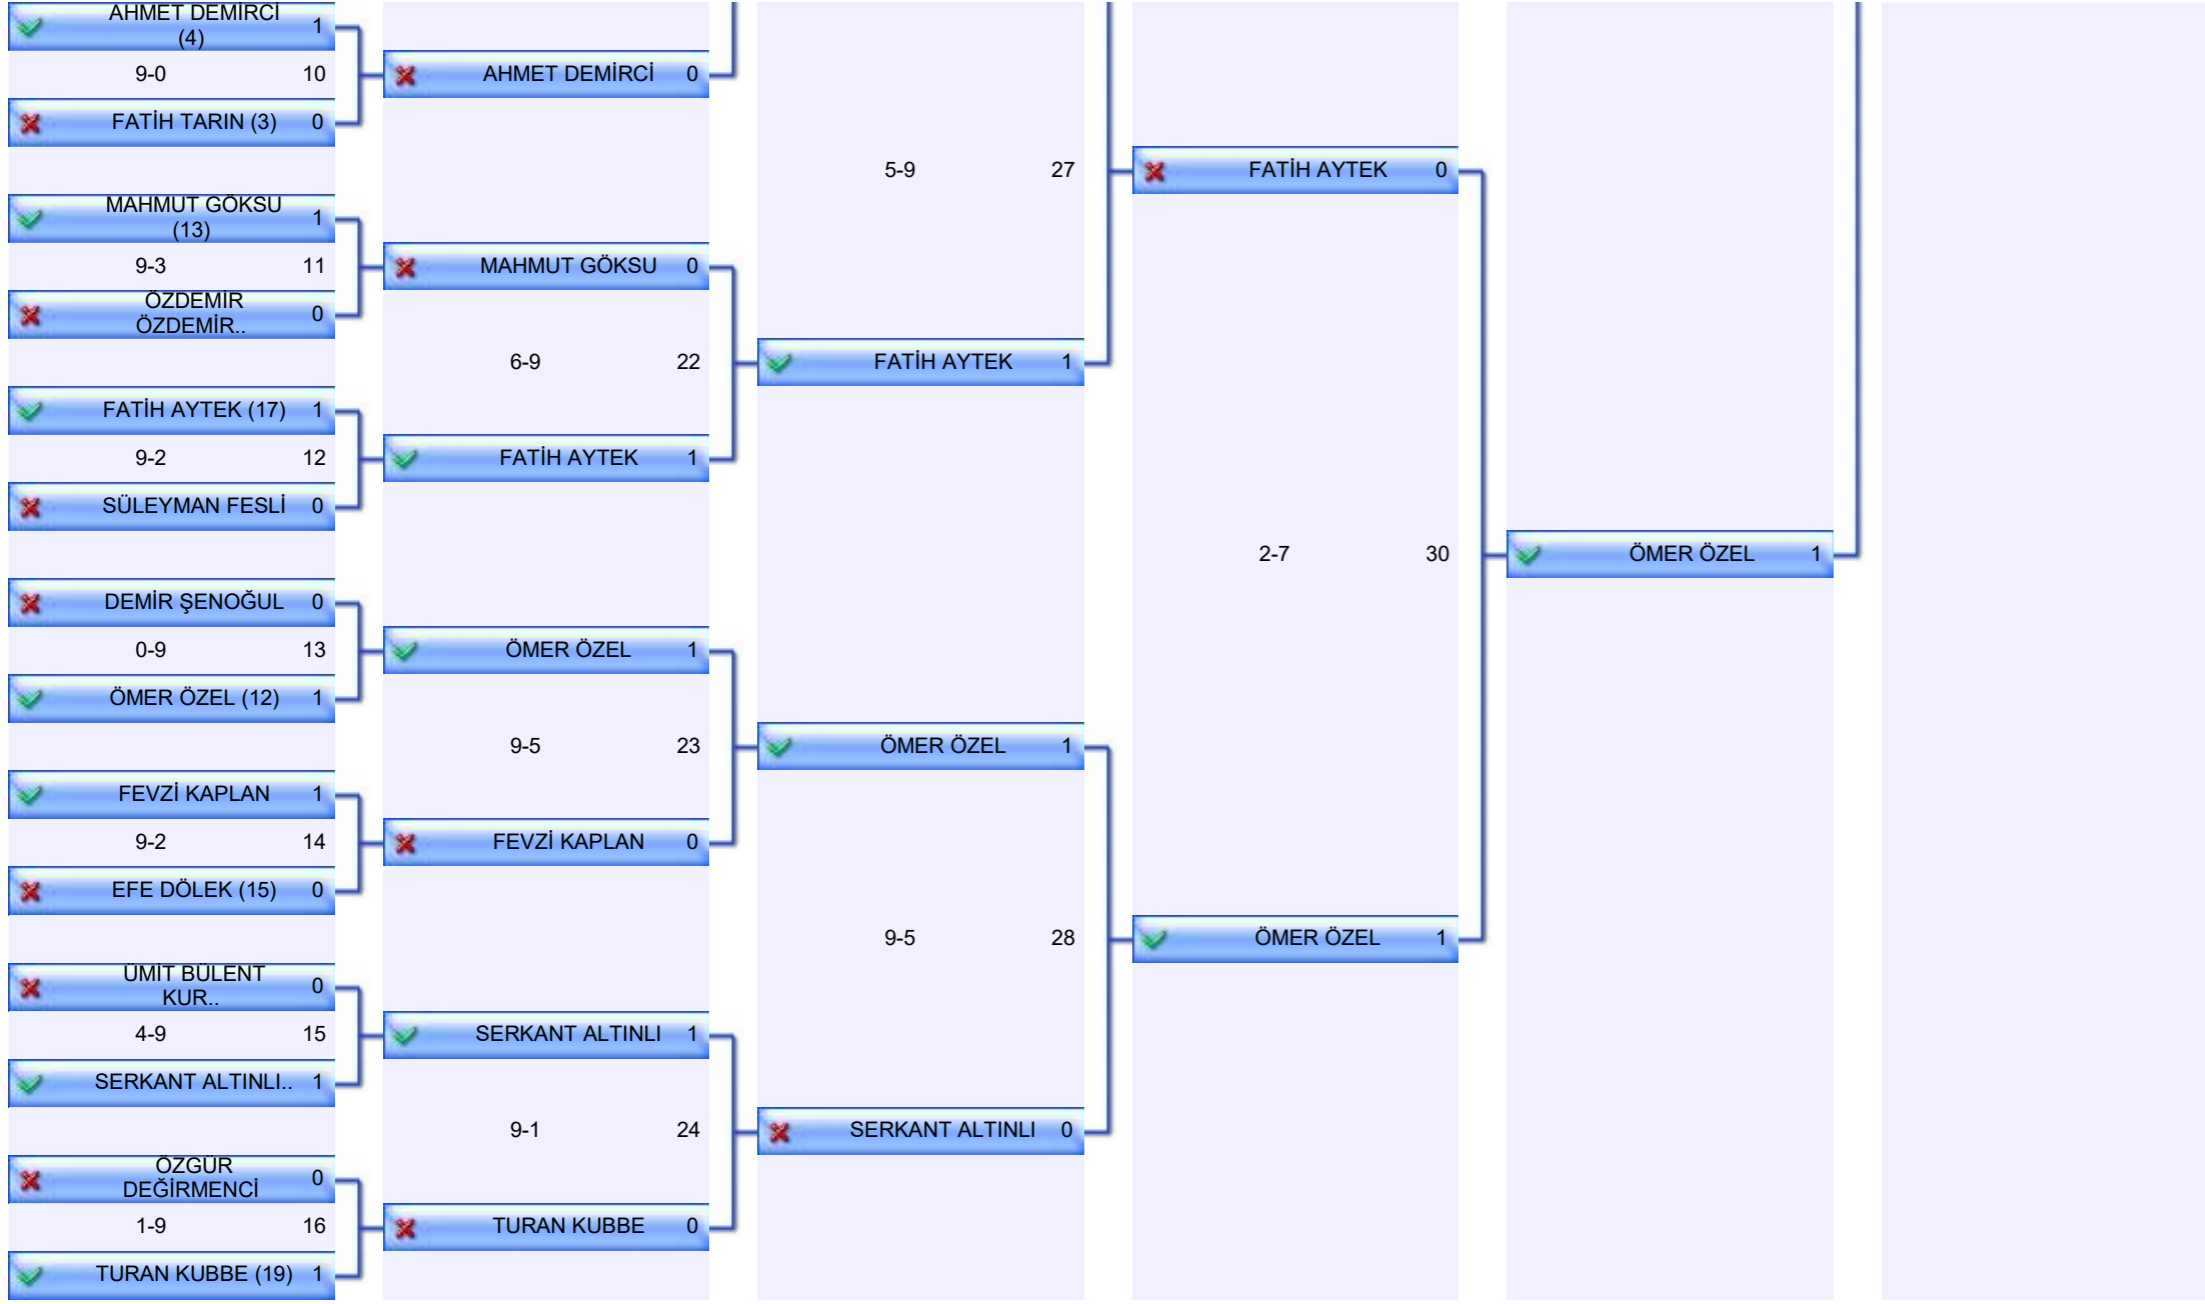 AHMET DEMİRCİ
(4)
1
9-0
10
FATİH TARIN (3)
0
MAHMUT GÖKSU
(13)
1
9-3
11
ÖZDEMİR
ÖZDEMİR..
0
FATİH AYTEK (17)
1
9-2
12
SÜLEYMAN FESLİ
0
DEMİR ŞENOĞUL
0
0-9
13
ÖMER ÖZEL (12)
1
FEVZİ KAPLAN
1
9-2
14
EFE DÖLEK (15)
0
ÜMİT BÜLENT
KUR..
0
4-9
15
SERKANT ALTINLI..
1
ÖZGÜR
DEĞİRMENCİ
0
1-9
16
TURAN KUBBE (19)
1
AHMET DEMİRCİ
0
MAHMUT GÖKSU
0
6-9
22
FATİH AYTEK
1
ÖMER ÖZEL
1
9-5
23
FEVZİ KAPLAN
0
SERKANT ALTINLI
1
9-1
24
TURAN KUBBE
0
5-9
27
FATİH AYTEK
1
ÖMER ÖZEL
1
9-5
28
SERKANT ALTINLI
0
FATİH AYTEK
0
2-7
30
ÖMER ÖZEL
1
ÖMER ÖZEL
1